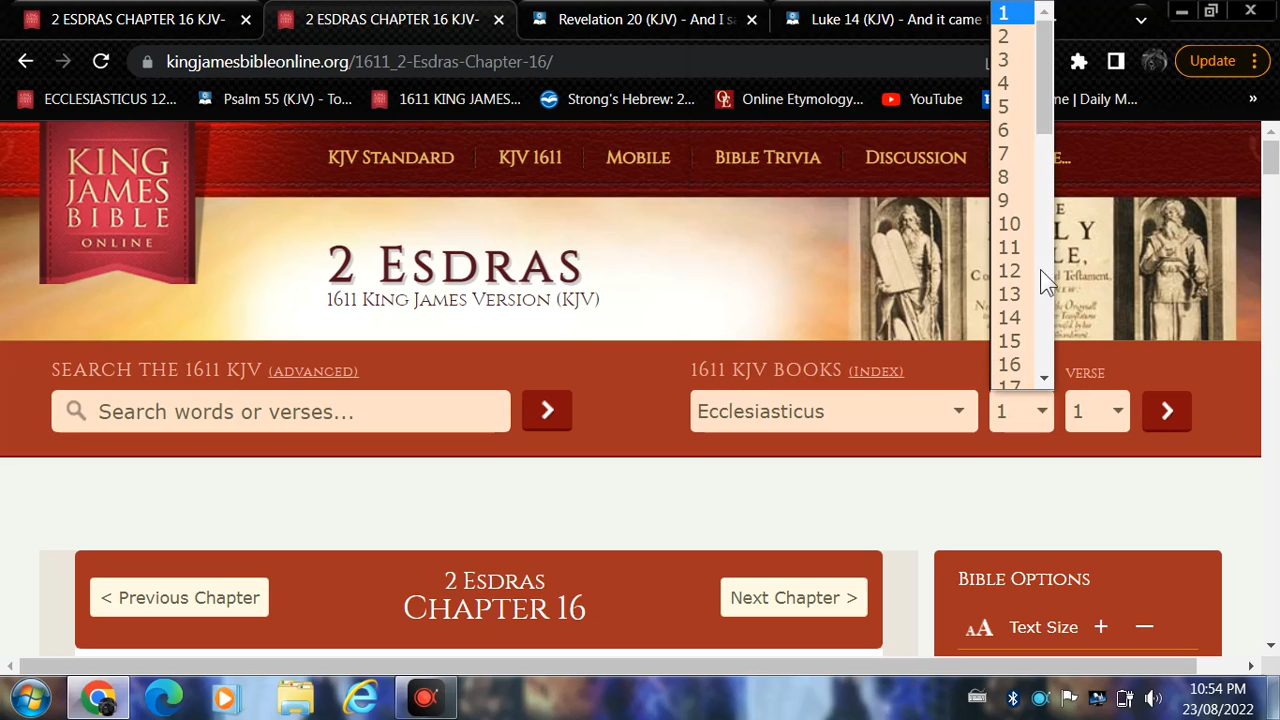 2 ESDRAS CHAPTER 16 KJV-
2 ESDRAS CHAPTER 16 KJV-
Revelation 20 (KJV) - And I sa
Luke 14 (KJV) - And it came t
kingjamesbibleonline.org/1611_2-Esdras-Chapter-16/
Update
ECCLESIASTICUS 12...
Psalm 55 (KJV) - To...
1611 KING JAMES...
Strong's Hebrew: 2...
Online Etymology...
YouTube
me | Daily M...
»
KING
JAMES
BIBLE
ONLINE
KJV STANDARD
KJV 1611
MOBILE
BIBLE TRIVIA
DISCUSSION
2 ESDRAS
1611 KING JAMES VERSION (KJV)
SEARCH THE 1611 KJV (ADVANCED)
Search words or verses...
1611 KJV BOOKS (INDEX)
VERSE
Ecclesiasticus
1
1
1
2
3
4
5
6
7
8
9
10
11
12
13
14
15
16
17
< Previous Chapter
2 ESDRAS
CHAPTER 16
Next Chapter >
BIBLE OPTIONS
AA Text Size + —
10:54 PM
23/08/2022